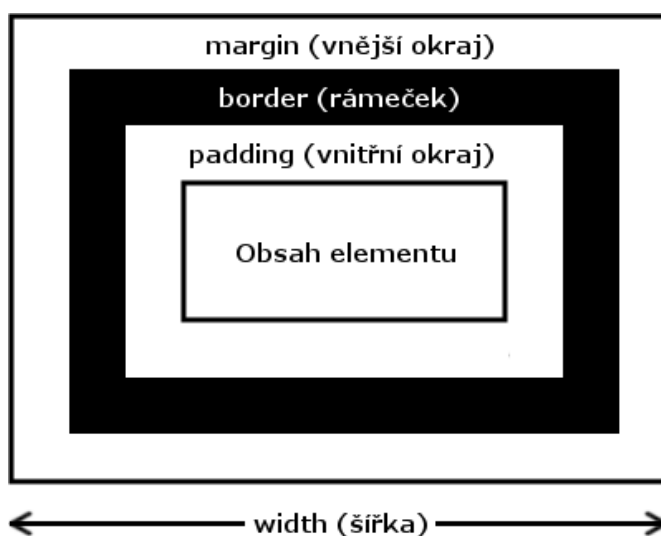 margin (vnější okraj)
border (rámeček)
padding (vnitřní okraj)
Obsah elementu
width (šířka)